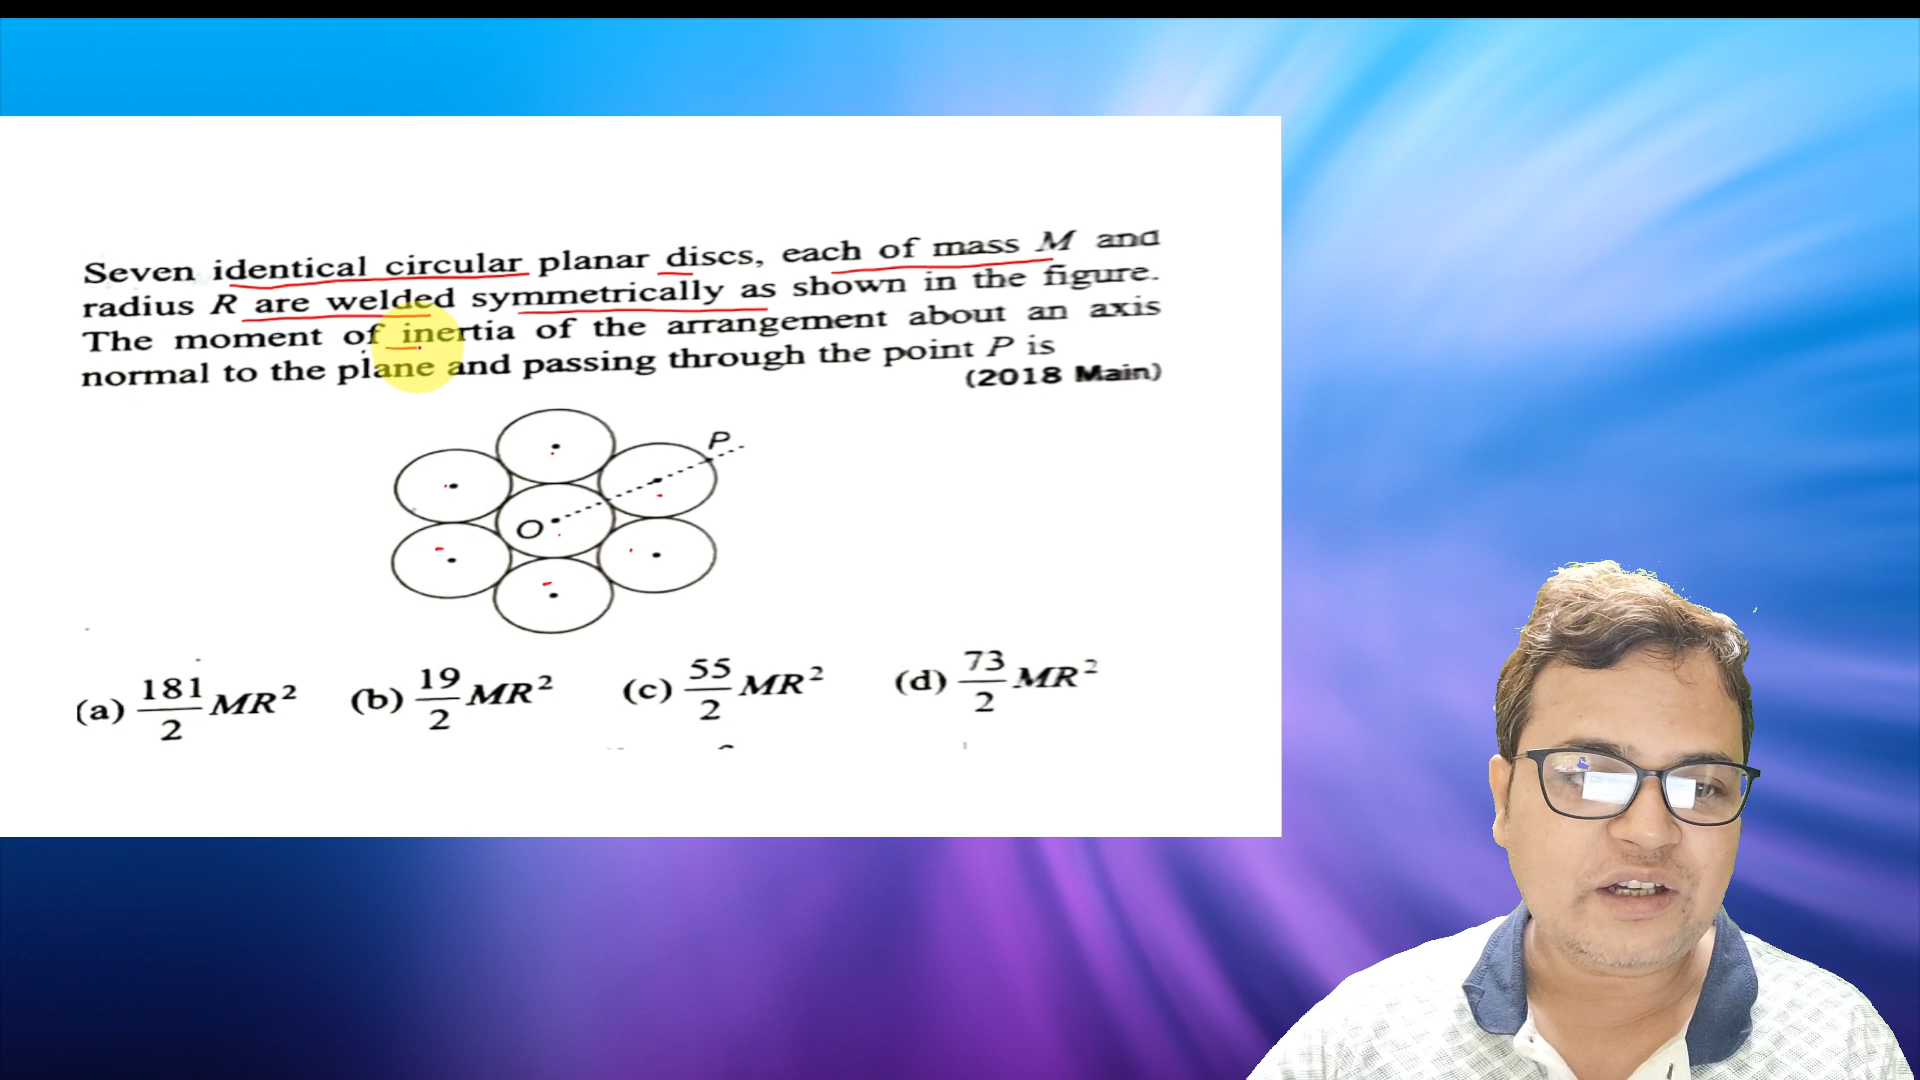 Seven identical circular planar discs, each of mass M and
radius R are welded symmetrically as shown in the figure.
The moment of inertia of the arrangement about an axis
normal to the plane and passing through the point P is
(2018 Main)
P
O
(a) 181/2 MR² (b) 19/2 MR² (c) 55/2 MR² (d) 73/2 MR²